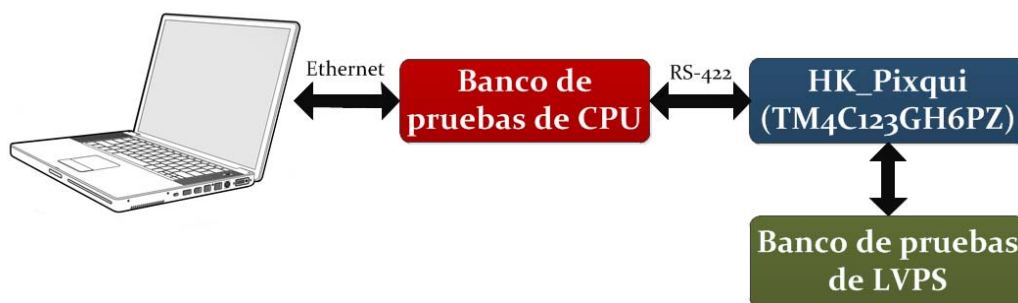 Ethernet
Banco de
pruebas de CPU
RS-422
HK_Pixqui
(TM4C123GH6PZ)
Banco de pruebas
de LVPS